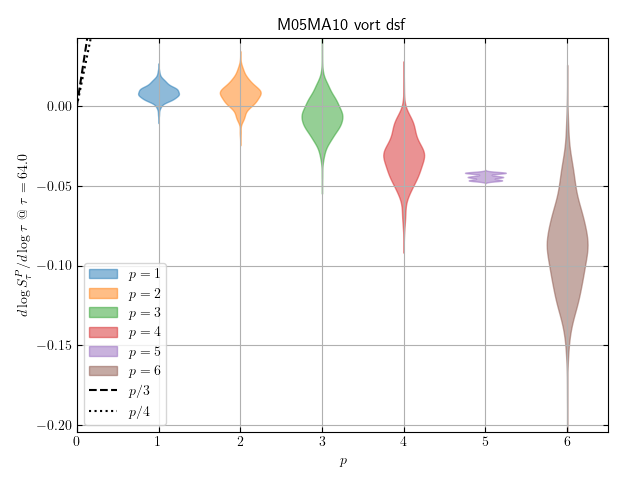 M05MA10 vort dsf
d log S_τ^P / d log τ @ τ = 64.0
0.00
−0.05
−0.10
−0.15
−0.20
p = 1
p = 2
p = 3
p = 4
p = 5
p = 6
p/3
p/4
0 1 2 3 4 5 6
p